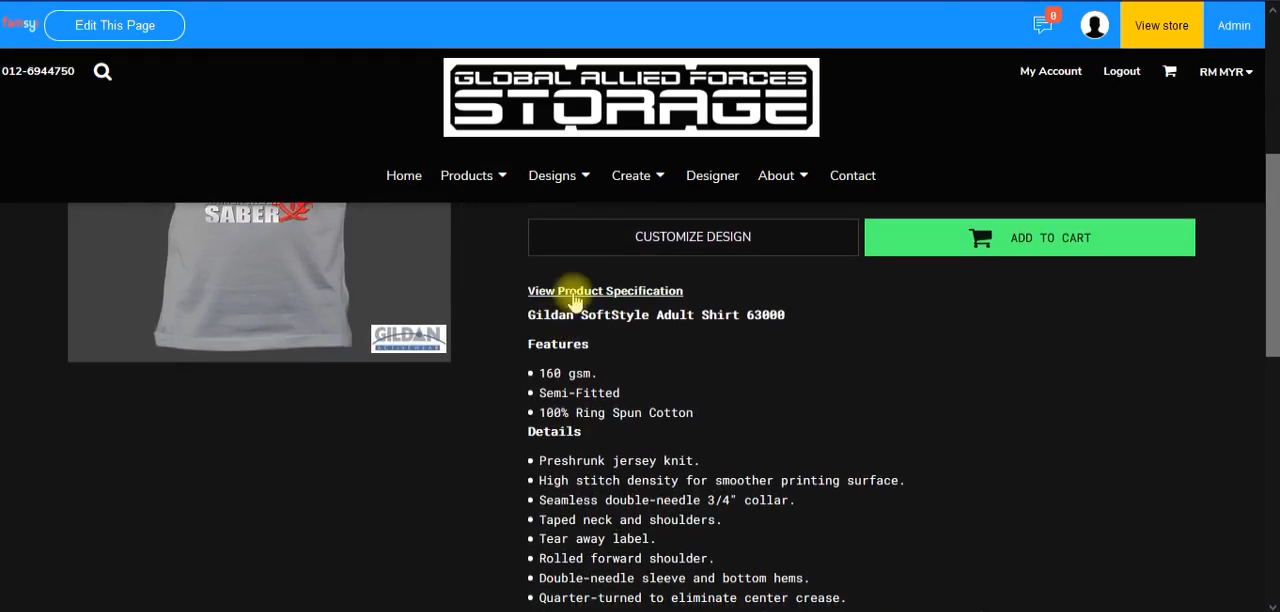 famsy
Edit This Page
0
View store
Admin
012-6944750
GLOBAL ALLIED FORCES
STORAGE
My Account
Logout
RM MYR
Home
Products
Designs
Create
Designer
About
Contact
SABER
GILDAN
CUSTOMIZE DESIGN
ADD TO CART
View Product Specification
Gildan SoftStyle Adult Shirt 63000
Features
• 160 gsm.
• Semi-Fitted
• 100% Ring Spun Cotton
Details
• Preshrunk jersey knit.
• High stitch density for smoother printing surface.
• Seamless double-needle 3/4" collar.
• Taped neck and shoulders.
• Tear away label.
• Rolled forward shoulder.
• Double-needle sleeve and bottom hems.
• Quarter-turned to eliminate center crease.